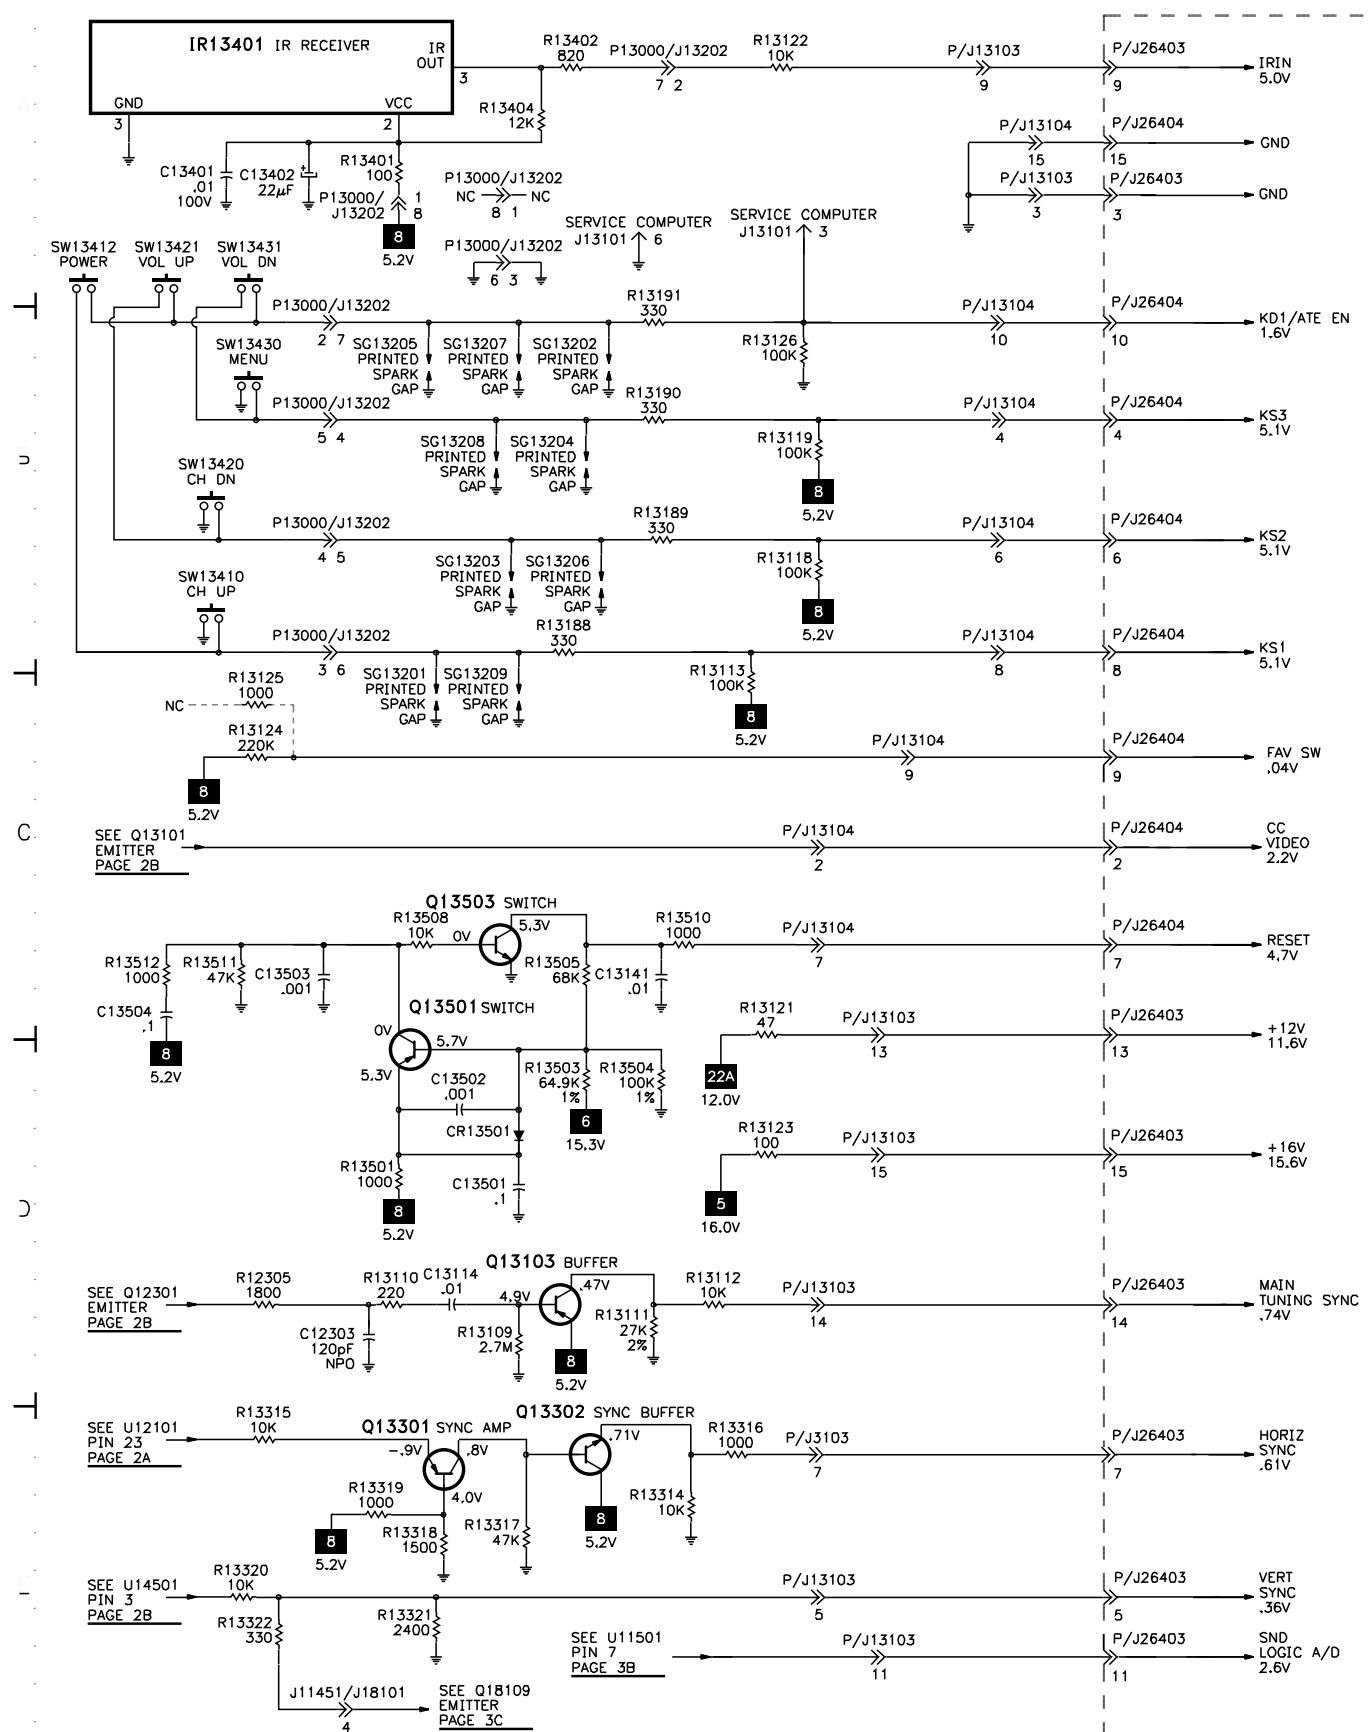 IR13401 IR RECEIVER
IR
OUT
3
GND
3
VCC
2
R13402
820
P13000/J13202
7 2
R13122
10K
P/J13103
9
P/J26403
9
IRIN
5.0V
R13404
12K
C13401
.01
100V
C13402
22µF
R13401
100
P13000/
J13202
1
8
8
5.2V
P13000/J13202
NC
NC
8 1
P13000/J13202
6 3
SERVICE COMPUTER
J13101
6
SERVICE COMPUTER
J13101
3
P/J13104
15
P/J26404
15
GND
P/J13103
3
P/J26403
3
GND
SW13412
POWER
SW13421
VOL UP
SW13431
VOL DN
P13000/J13202
2 7
R13191
330
SG13205
PRINTED
SPARK
GAP
SG13207
PRINTED
SPARK
GAP
SG13202
PRINTED
SPARK
GAP
R13126
100K
P/J13104
10
P/J26404
10
KD1/ATE EN
1.6V
SW13430
MENU
P13000/J13202
5 4
R13190
330
SG13208
PRINTED
SPARK
GAP
SG13204
PRINTED
SPARK
GAP
R13119
100K
8
5.2V
P/J13104
4
P/J26404
4
KS3
5.1V
SW13420
CH DN
P13000/J13202
4 5
R13189
330
SG13203
PRINTED
SPARK
GAP
SG13206
PRINTED
SPARK
GAP
R13118
100K
8
5.2V
P/J13104
6
P/J26404
6
KS2
5.1V
SW13410
CH UP
P13000/J13202
3 6
R13188
330
SG13201
PRINTED
SPARK
GAP
SG13209
PRINTED
SPARK
GAP
R13113
100K
8
5.2V
P/J13104
8
P/J26404
8
KS1
5.1V
R13125
1000
NC
R13124
220K
8
5.2V
P/J13104
9
P/J26404
9
FAV SW
.04V
C
SEE Q13101
EMITTER
PAGE 2B
P/J13104
2
P/J26404
2
CC
VIDEO
2.2V
Q13503 SWITCH
R13508
10K
0V
5.3V
R13510
1000
P/J13104
7
P/J26404
7
RESET
4.7V
R13512
1000
R13511
47K
C13503
.001
R13505
68K
C13141
.01
C13504
.1
8
5.2V
Q13501 SWITCH
0V
5.7V
5.3V
C13502
.001
R13503
64.9K
1%
R13504
100K
1%
6
15.3V
CR13501
R13501
1000
C13501
.1
8
5.2V
R13121
47
22A
12.0V
P/J13103
13
P/J26403
13
+12V
11.6V
R13123
100
5
16.0V
P/J13103
15
P/J26403
15
+16V
15.6V
SEE Q12301
EMITTER
PAGE 2B
R12305
1800
R13110
220
C13114
.01
C12303
120pF
NPO
Q13103 BUFFER
4.9V
.47V
R13109
2.7M
8
5.2V
R13111
27K
2%
R13112
10K
P/J13103
14
P/J26403
14
MAIN
TUNING SYNC
.74V
SEE U12101
PIN 23
PAGE 2A
R13315
10K
Q13301 SYNC AMP
-.9V
.8V
4.0V
R13319
1000
8
5.2V
R13318
1500
R13317
47K
Q13302 SYNC BUFFER
.71V
8
5.2V
R13314
10K
R13316
1000
P/J3103
7
P/J26403
7
HORIZ
SYNC
.61V
SEE U14501
PIN 3
PAGE 2B
R13320
10K
R13322
330
R13321
2400
P/J13103
5
P/J26403
5
VERT
SYNC
.36V
SEE U11501
PIN 7
PAGE 3B
P/J13103
11
P/J26403
11
SND
LOGIC A/D
2.6V
J11451/J18101
4
SEE Q18109
EMITTER
PAGE 3C